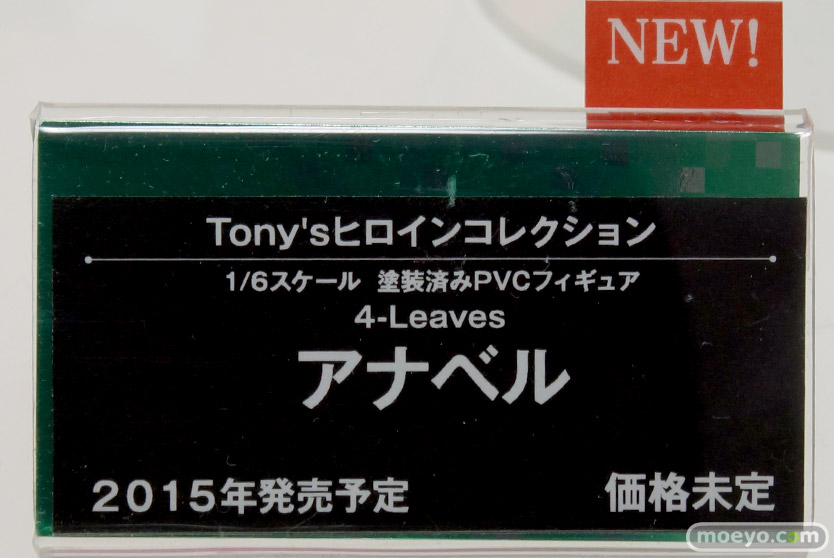 NEW!
Tony'sヒロインコレクション
1/6スケール 塗装済みPVCフィギュア
4-Leaves
アナベル
2015年発売予定 価格未定
moeyo.com